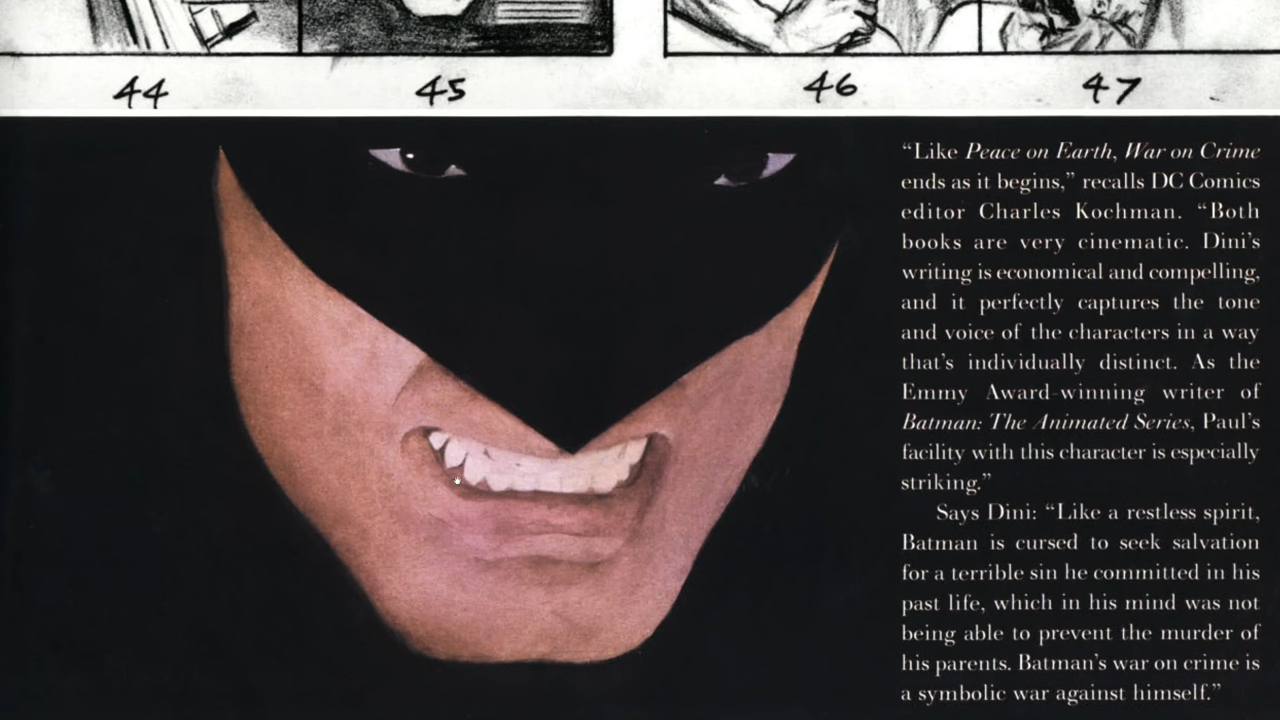 44 45 46 47
“Like Peace on Earth, War on Crime
ends as it begins,” recalls DC Comics
editor Charles Kochman. “Both
books are very cinematic. Dini’s
writing is economical and compelling,
and it perfectly captures the tone
and voice of the characters in a way
that’s individually distinct. As the
Emmy Award-winning writer of
Batman: The Animated Series, Paul’s
facility with this character is especially
striking.”
Says Dini: “Like a restless spirit,
Batman is cursed to seek salvation
for a terrible sin he committed in his
past life, which in his mind was not
being able to prevent the murder of
his parents. Batman’s war on crime is
a symbolic war against himself.”